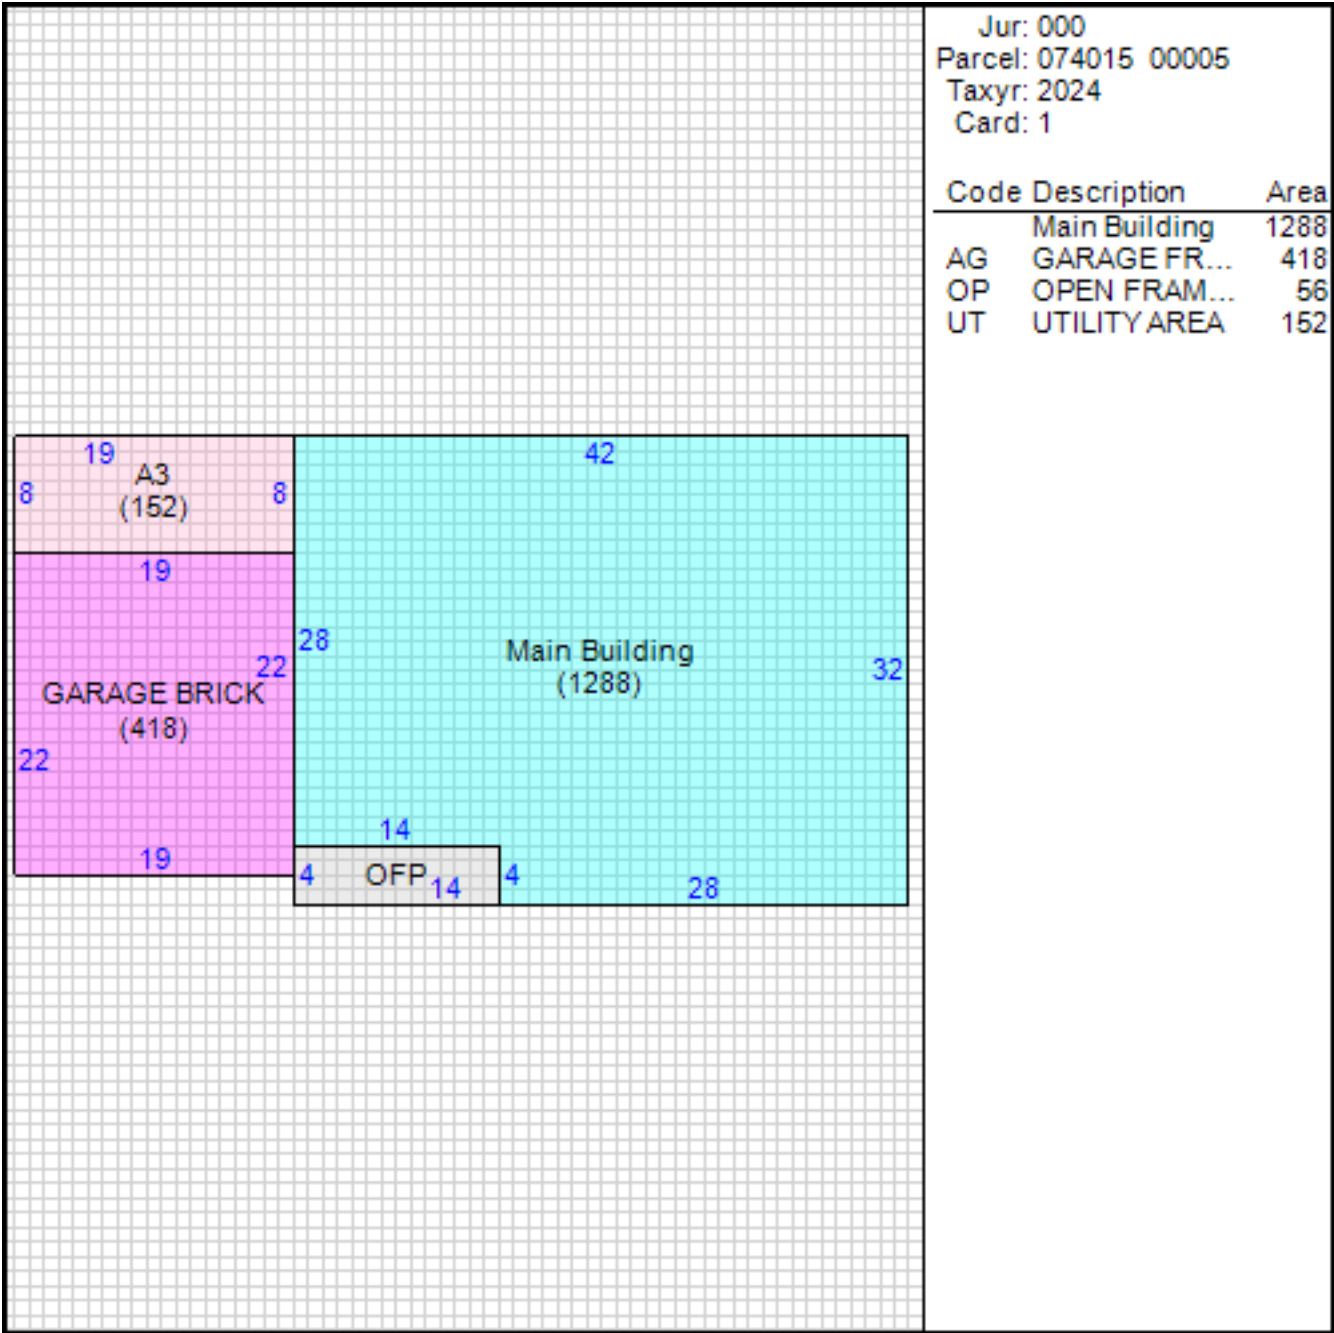 Jur: 000
Parcel: 074015 00005
Taxyr: 2024
Card: 1
Code Description Area
Main Building 1288
AG GARAGE FR... 418
OP OPEN FRAM... 56
UT UTILITY AREA 152
19
42
8
A3
8
(152)
19
28
Main Building
22
32
(1288)
GARAGE BRICK
(418)
22
14
19
4
OFP
14
4
28